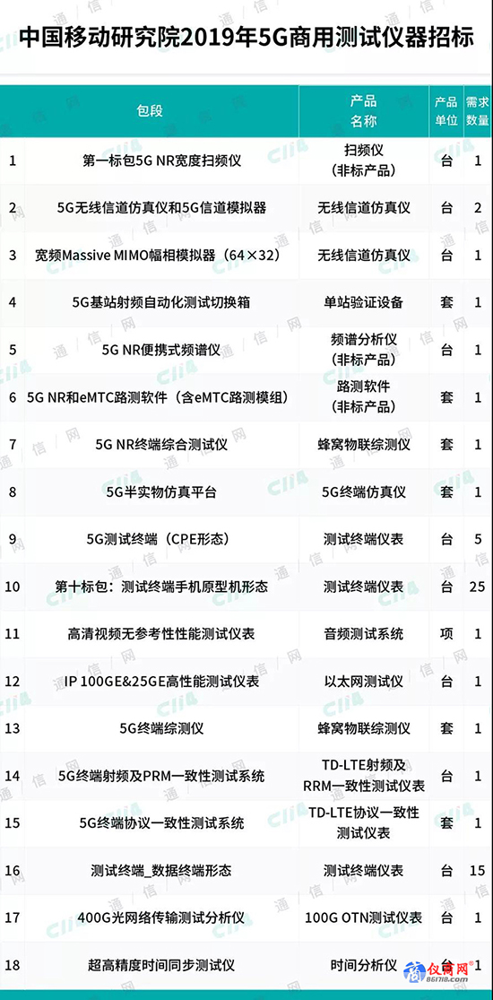 中国移动研究院2019年5G商用测试仪器招标
包段 产品名称 产品单位 需求数量
1 第一标包5G NR宽度扫频仪 扫频仪（非标产品） 台 1
2 5G无线信道仿真仪和5G信道模拟器 无线信道仿真仪 台 2
3 宽频Massive MIMO幅相模拟器（64×32） 无线信道仿真仪 台 1
4 5G基站射频自动化测试切换箱 单站验证设备 套 1
5 5G NR便携式频谱仪 频谱分析仪（非标产品） 台 1
6 5G NR和eMTC路测软件（含eMTC路测模组） 路测软件（非标产品） 套 1
7 5G NR终端综合测试仪 蜂窝物联综测仪 套 1
8 5G半实物仿真平台 5G终端仿真仪 套 1
9 5G测试终端（CPE形态） 测试终端仪表 台 5
10 第十标包：测试终端手机原型机形态 测试终端仪表 台 25
11 高清视频无参考性性能测试仪表 音频测试系统 项 1
12 IP 100GE&25GE高性能测试仪表 以太网测试仪 台 1
13 5G终端综测仪 蜂窝物联综测仪 套 1
14 5G终端射频及PRM一致性测试系统 TD-LTE射频及RRM一致性测试仪表 台 1
15 5G终端协议一致性测试系统 TD-LTE协议一致性测试仪表 套 1
16 测试终端_数据终端形态 测试终端仪表 台 15
17 400G光网络传输测试分析仪 100G OTN测试仪表 台 1
18 超高精度时间同步测试仪 时间分析仪 台 1
仪商网®
861718.com
通信网